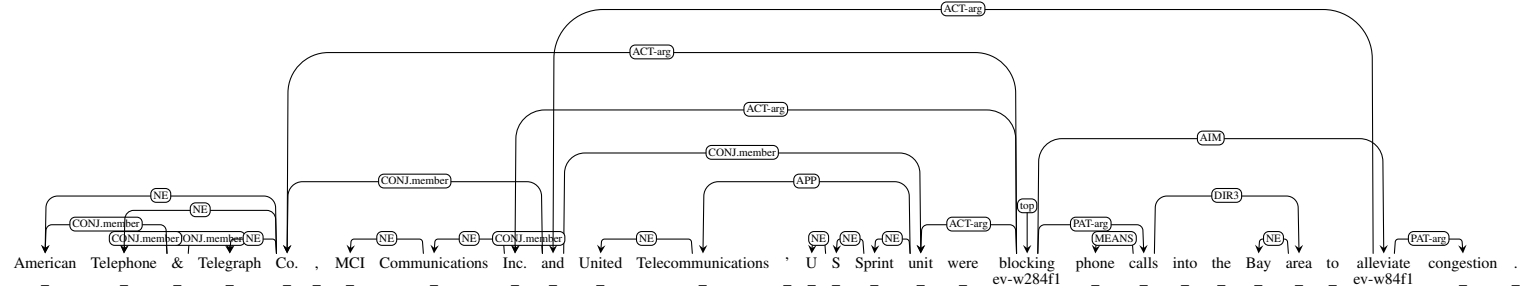 ACT-arg
ACT-arg
ACT-arg
AIM
CONJ.member
CONJ.member APP
NE DIR3
NE top
CONJ.member ACT-arg PAT-arg
CONJ.member CONJ.member NE NE NE CONJ.member NE NE NE NE MEANS NE PAT-arg
American Telephone & Telegraph Co. , MCI Communications Inc. and United Telecommunications ' U S Sprint unit were blocking phone calls into the Bay area to alleviate congestion .
_ _ _ _ _ _ _ _ _ _ _ _ _ _ _ _ _ _ ev-w284f1 _ _ _ _ _ _ _ ev-w84f1 _ _